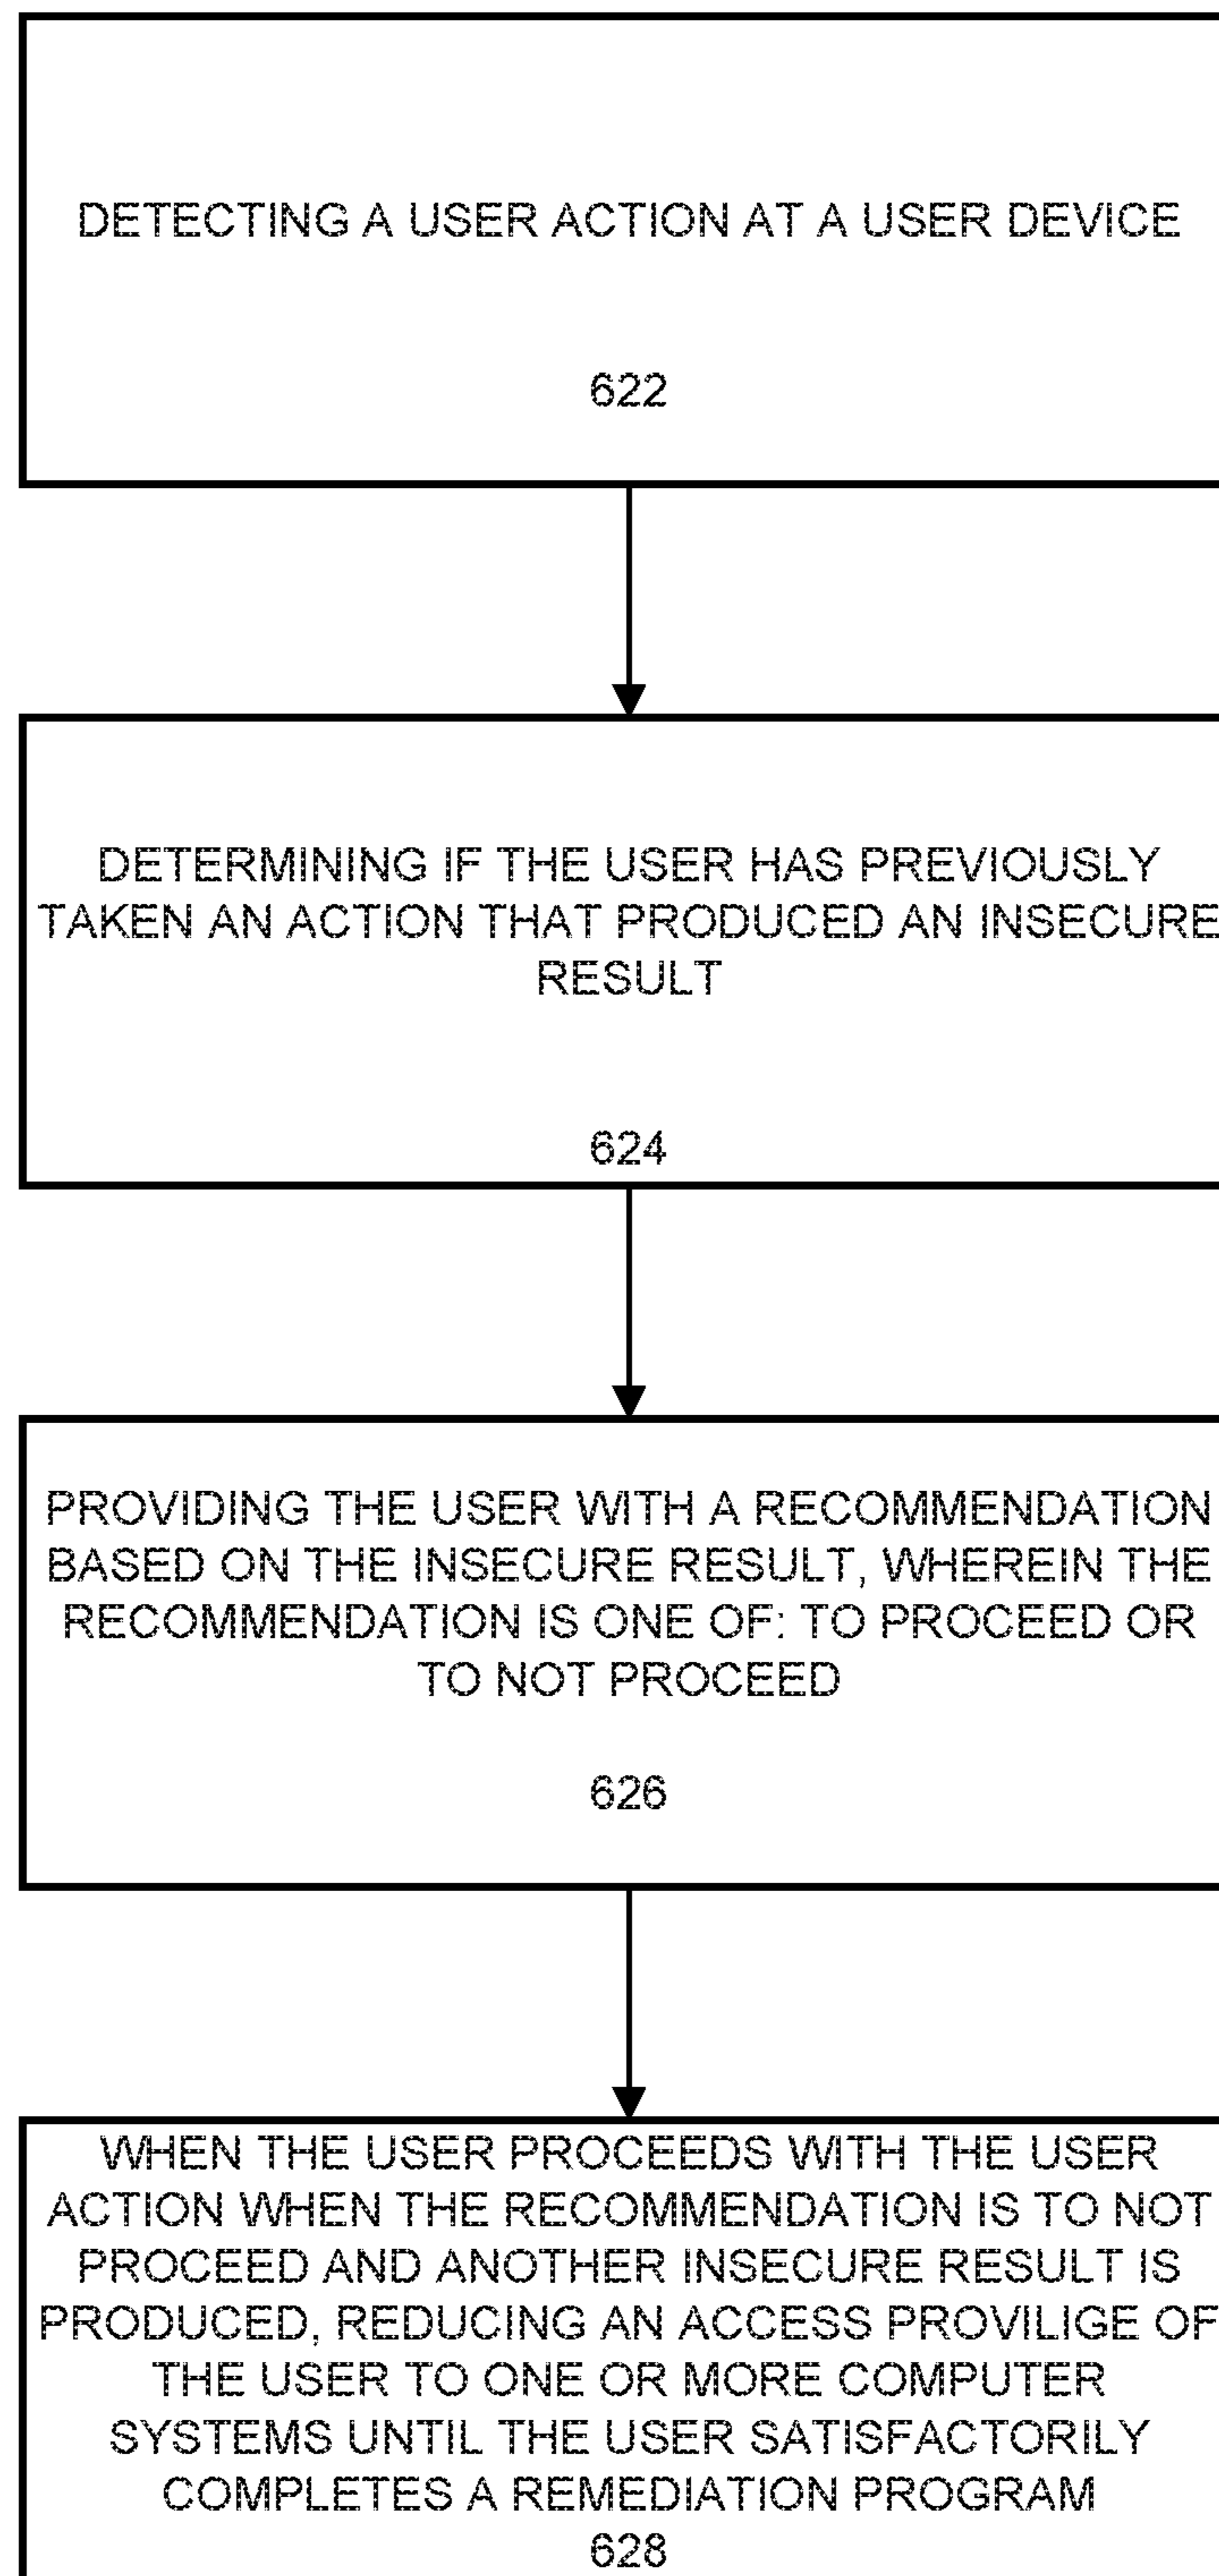 DETECTING A USER ACTION AT A USER DEVICE
622
DETERMINING IF THE USER HAS PREVIOUSLY
TAKEN AN ACTION THAT PRODUCED AN INSECURE
RESULT
624
PROVIDING THE USER WITH A RECOMMENDATION
BASED ON THE INSECURE RESULT, WHEREIN THE
RECOMMENDATION IS ONE OF: TO PROCEED OR
TO NOT PROCEED
626
WHEN THE USER PROCEEDS WITH THE USER
ACTION WHEN THE RECOMMENDATION IS TO NOT
PROCEED AND ANOTHER INSECURE RESULT IS
PRODUCED, REDUCING AN ACCESS PROVILIGE OF
THE USER TO ONE OR MORE COMPUTER
SYSTEMS UNTIL THE USER SATISFACTORILY
COMPLETES A REMEDIATION PROGRAM
628